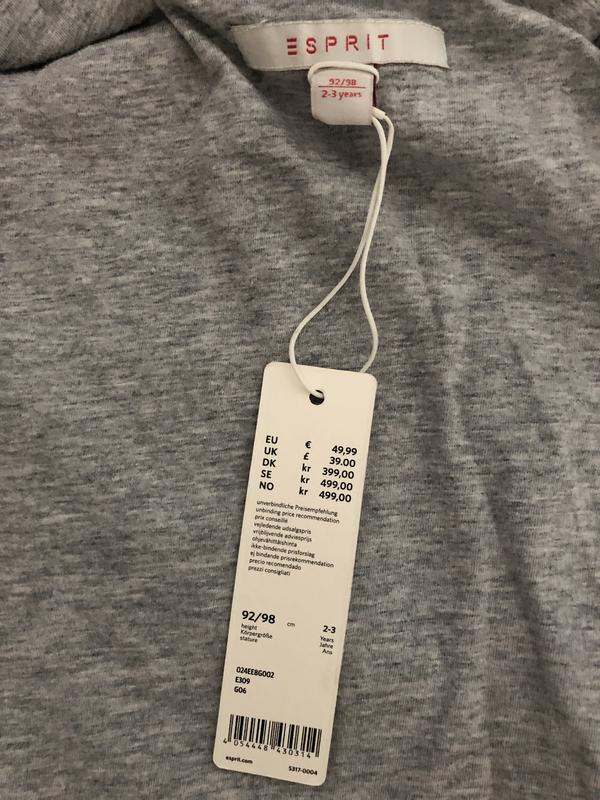 ESPRIT
92/98
2-3 years
EU € 49,99
UK £ 39.00
DK kr 399,00
SE kr 499,00
NO kr 499,00
unverbindliche Preisempfehlung
unbinding price recommendation
prix conseillé
vejledende udsalgspris
vrijblijvende adviesprijs
ohjevähittäishinta
ikke-bindende prisforslag
ej bindande prisrekommendation
precio recomendado
prezzi consigliati
92/98 cm 2-3
height Years
Körpergröße Jahre
stature Ans
024EEBG002
E309
G06
4 054448 430314
esprit.com 5317-0004